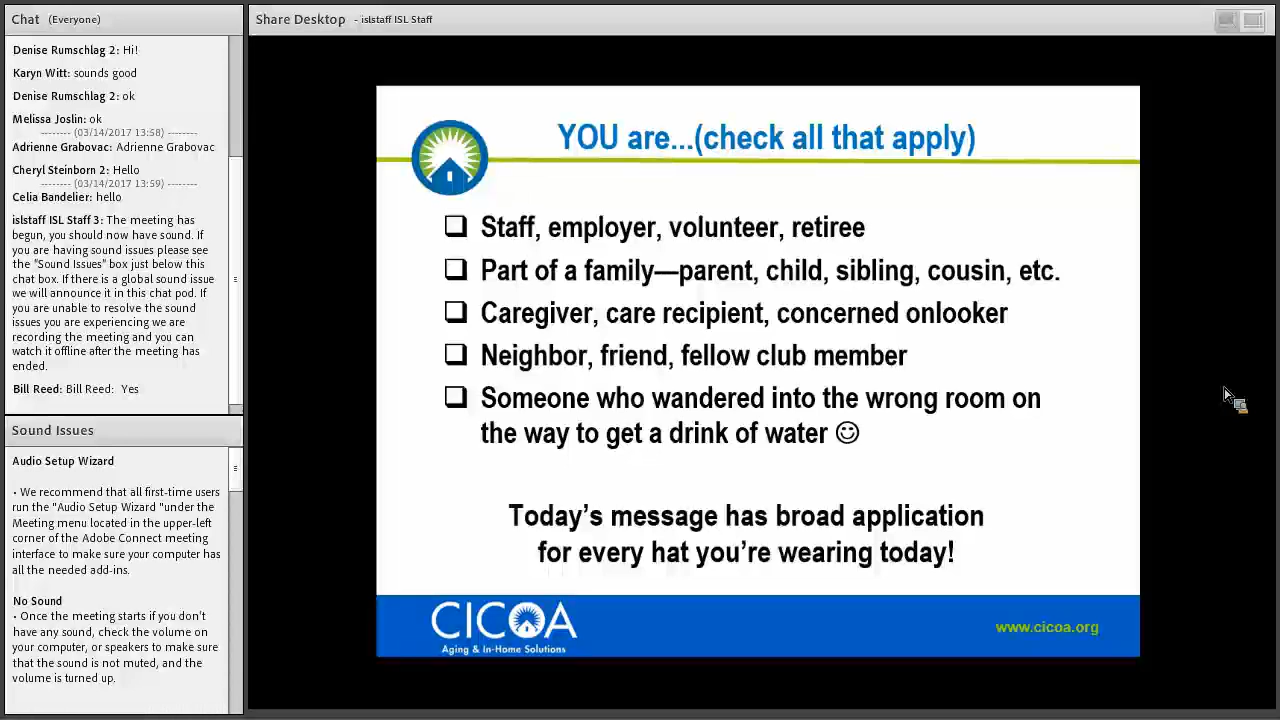 Chat (Everyone)
Denise Rumschlag 2: Hi!
Karyn Witt: sounds good
Denise Rumschlag 2: ok
Melissa Joslin: ok
-------- (03/14/2017 13:58) --------
Adrienne Grabovac: Adrienne Grabovac
Cheryl Steinborn 2: Hello
-------- (03/14/2017 13:59) --------
Celia Bandelier: hello
islstaff ISL Staff 3: The meeting has
begun, you should now have sound. If
you are having sound issues please see
the "Sound Issues" box just below this
chat box. If there is a global sound issue
we will announce it in this chat pod. If
you are unable to resolve the sound
issues you are experiencing we are
recording the meeting and you can
watch it offline after the meeting has
ended.
Bill Reed: Bill Reed: Yes
Sound Issues
Audio Setup Wizard
• We recommend that all first-time users
run the "Audio Setup Wizard "under the
Meeting menu located in the upper-left
corner of the Adobe Connect meeting
interface to make sure your computer has
all the needed add-ins.
No Sound
• Once the meeting starts if you don't
have any sound, check the volume on
your computer, or speakers to make sure
that the sound is not muted, and the
volume is turned up.
Share Desktop - islstaff ISL Staff
YOU are...(check all that apply)
❑ Staff, employer, volunteer, retiree
❑ Part of a family—parent, child, sibling, cousin, etc.
❑ Caregiver, care recipient, concerned onlooker
❑ Neighbor, friend, fellow club member
❑ Someone who wandered into the wrong room on
the way to get a drink of water ☺
Today's message has broad application
for every hat you're wearing today!
CICOA
Aging & In-Home Solutions
www.cicoa.org